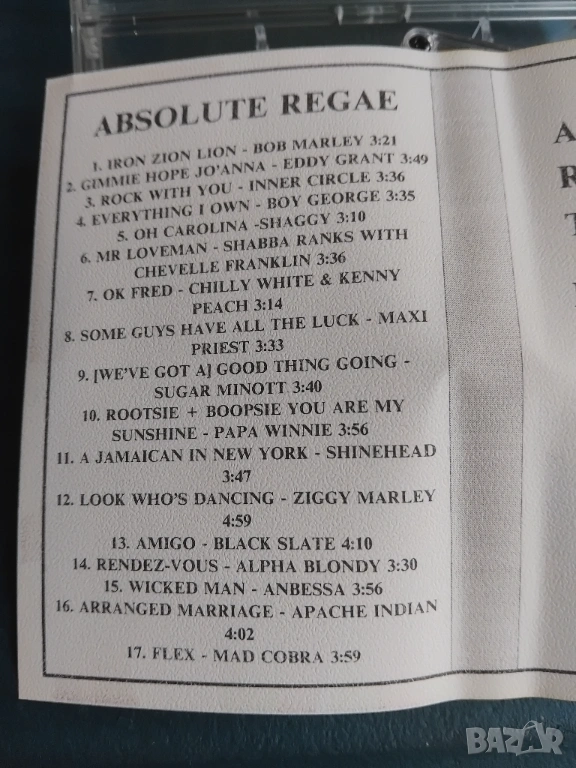 ABSOLUTE REGAE
1. IRON ZION LION - BOB MARLEY 3:21
2. GIMMIE HOPE JO'ANNA - EDDY GRANT 3:49
3. ROCK WITH YOU - INNER CIRCLE 3:36
4. EVERYTHING I OWN - BOY GEORGE 3:35
5. OH CAROLINA -SHAGGY 3:10
6. MR LOVEMAN - SHABBA RANKS WITH
CHEVELLE FRANKLIN 3:36
7. OK FRED - CHILLY WHITE & KENNY
PEACH 3:14
8. SOME GUYS HAVE ALL THE LUCK - MAXI
PRIEST 3:33
9. [WE'VE GOT A] GOOD THING GOING -
SUGAR MINOTT 3:40
10. ROOTSIE + BOOPSIE YOU ARE MY
SUNSHINE - PAPA WINNIE 3:56
11. A JAMAICAN IN NEW YORK - SHINEHEAD
3:47
12. LOOK WHO'S DANCING - ZIGGY MARLEY
4:59
13. AMIGO - BLACK SLATE 4:10
14. RENDEZ-VOUS - ALPHA BLONDY 3:30
15. WICKED MAN - ANBESSA 3:56
16. ARRANGED MARRIAGE - APACHE INDIAN
4:02
17. FLEX - MAD COBRA 3:59
A
R
BAZAR